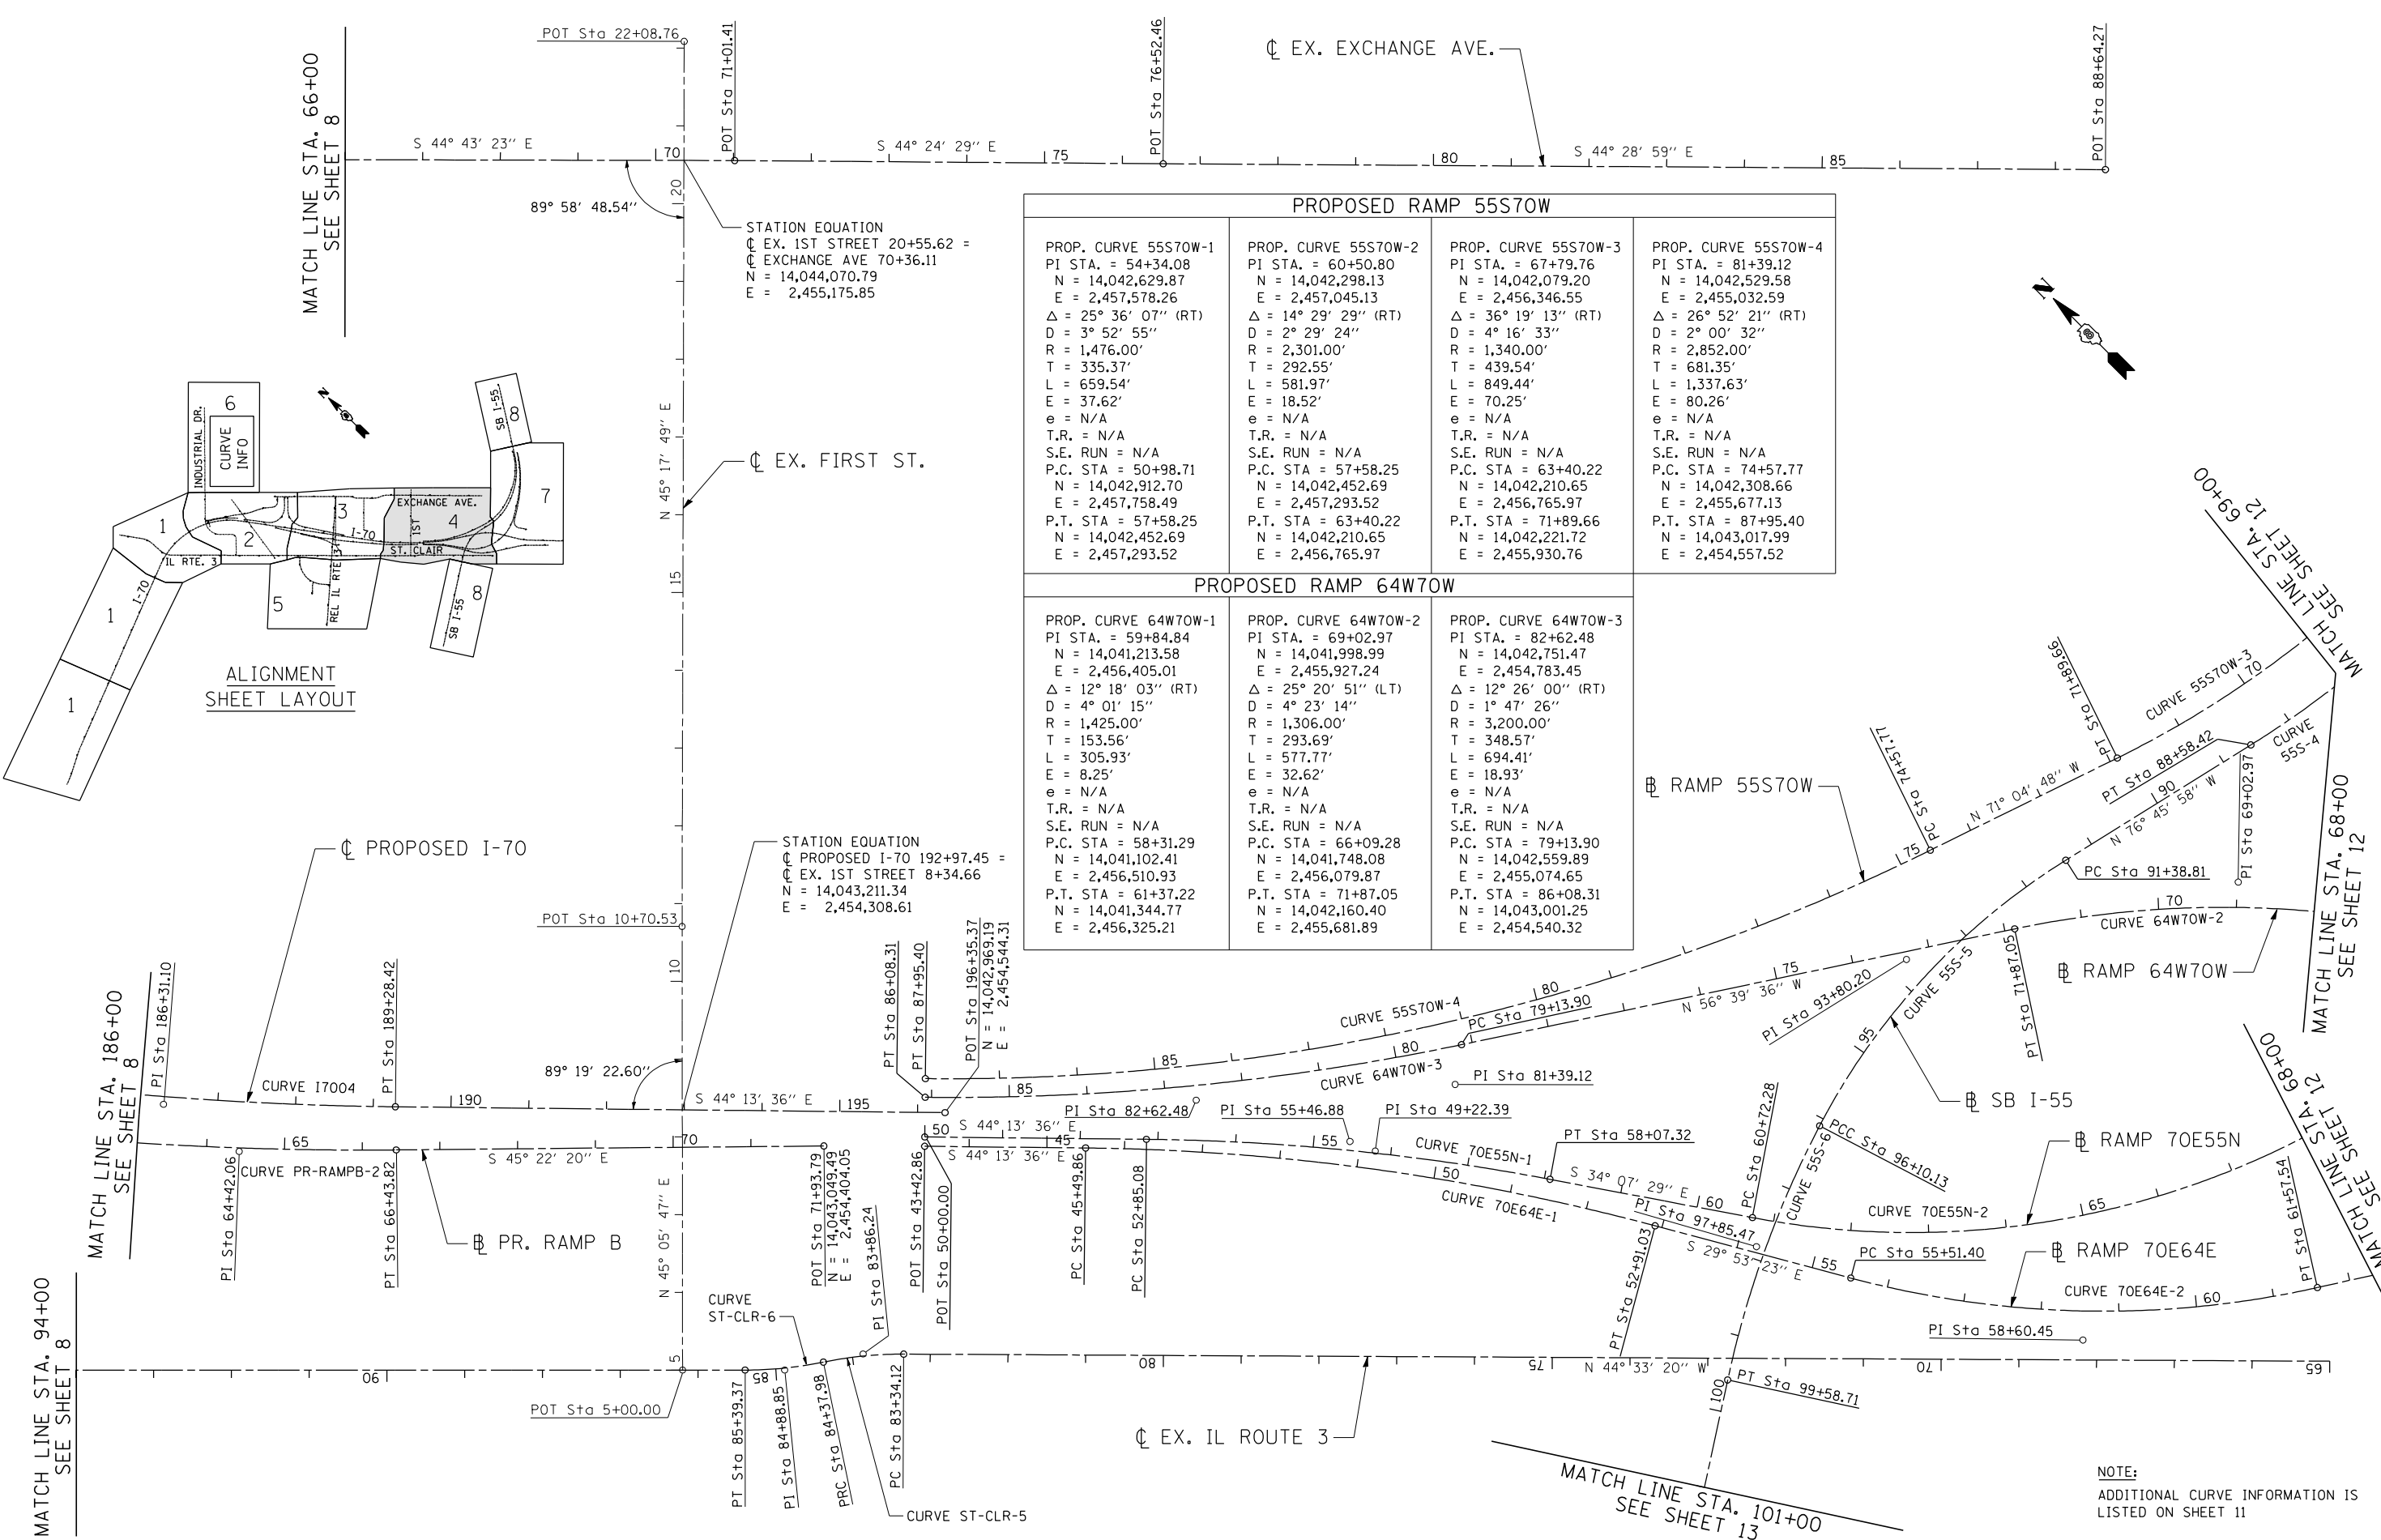 POT Sta 22+08.76
POT Sta 71+01.41
POT Sta 76+52.46
℄ EX. EXCHANGE AVE.
POT Sta 88+64.27
MATCH LINE STA. 66+00
SEE SHEET 8
S 44° 43′ 23″ E
70
S 44° 24′ 29″ E
75
80
S 44° 28′ 59″ E
85
20
89° 58′ 48.54″
STATION EQUATION
℄ EX. 1ST STREET 20+55.62 =
℄ EXCHANGE AVE 70+36.11
N = 14,044,070.79
E = 2,455,175.85
PROPOSED RAMP 55S70W
PROP. CURVE 55S70W-1
PI STA. = 54+34.08
N = 14,042,629.87
E = 2,457,578.26
Δ = 25° 36′ 07″ (RT)
D = 3° 52′ 55″
R = 1,476.00′
T = 335.37′
L = 659.54′
E = 37.62′
e = N/A
T.R. = N/A
S.E. RUN = N/A
P.C. STA = 50+98.71
N = 14,042,912.70
E = 2,457,758.49
P.T. STA = 57+58.25
N = 14,042,452.69
E = 2,457,293.52
PROP. CURVE 55S70W-2
PI STA. = 60+50.80
N = 14,042,298.13
E = 2,457,045.13
Δ = 14° 29′ 29″ (RT)
D = 2° 29′ 24″
R = 2,301.00′
T = 292.55′
L = 581.97′
E = 18.52′
e = N/A
T.R. = N/A
S.E. RUN = N/A
P.C. STA = 57+58.25
N = 14,042,452.69
E = 2,457,293.52
P.T. STA = 63+40.22
N = 14,042,210.65
E = 2,456,765.97
PROP. CURVE 55S70W-3
PI STA. = 67+79.76
N = 14,042,079.20
E = 2,456,346.55
Δ = 36° 19′ 13″ (RT)
D = 4° 16′ 33″
R = 1,340.00′
T = 439.54′
L = 849.44′
E = 70.25′
e = N/A
T.R. = N/A
S.E. RUN = N/A
P.C. STA = 63+40.22
N = 14,042,210.65
E = 2,456,765.97
P.T. STA = 71+89.66
N = 14,042,221.72
E = 2,455,930.76
PROP. CURVE 55S70W-4
PI STA. = 81+39.12
N = 14,042,529.58
E = 2,455,032.59
Δ = 26° 52′ 21″ (RT)
D = 2° 00′ 32″
R = 2,852.00′
T = 681.35′
L = 1,337.63′
E = 80.26′
e = N/A
T.R. = N/A
S.E. RUN = N/A
P.C. STA = 74+57.77
N = 14,042,308.66
E = 2,455,677.13
P.T. STA = 87+95.40
N = 14,043,017.99
E = 2,454,557.52
PROPOSED RAMP 64W70W
PROP. CURVE 64W70W-1
PI STA. = 59+84.84
N = 14,041,213.58
E = 2,456,405.01
Δ = 12° 18′ 03″ (RT)
D = 4° 01′ 15″
R = 1,425.00′
T = 153.56′
L = 305.93′
E = 8.25′
e = N/A
T.R. = N/A
S.E. RUN = N/A
P.C. STA = 58+31.29
N = 14,041,102.41
E = 2,456,510.93
P.T. STA = 61+37.22
N = 14,041,344.77
E = 2,456,325.21
PROP. CURVE 64W70W-2
PI STA. = 69+02.97
N = 14,041,998.99
E = 2,455,927.24
Δ = 25° 20′ 51″ (LT)
D = 4° 23′ 14″
R = 1,306.00′
T = 293.69′
L = 577.77′
E = 32.62′
e = N/A
T.R. = N/A
S.E. RUN = N/A
P.C. STA = 66+09.28
N = 14,041,748.08
E = 2,456,079.87
P.T. STA = 71+87.05
N = 14,042,160.40
E = 2,455,681.89
PROP. CURVE 64W70W-3
PI STA. = 82+62.48
N = 14,042,751.47
E = 2,454,783.45
Δ = 12° 26′ 00″ (RT)
D = 1° 47′ 26″
R = 3,200.00′
T = 348.57′
L = 694.41′
E = 18.93′
e = N/A
T.R. = N/A
S.E. RUN = N/A
P.C. STA = 79+13.90
N = 14,042,559.89
E = 2,455,074.65
P.T. STA = 86+08.31
N = 14,043,001.25
E = 2,454,540.32
N
N
6
CURVE
INFO
INDUSTRIAL DR.
SB I-55
8
7
EXCHANGE AVE.
4
1ST
3
I-70
ST. CLAIR
2
1
IL RTE. 3
REL IL RTE 3
5
8
SB I-55
I-70
1
1
ALIGNMENT
SHEET LAYOUT
N 45° 17′ 49″ E
℄ EX. FIRST ST.
15
10
MATCH LINE STA. 69+00
SEE SHEET 12
℄ PROPOSED I-70
STATION EQUATION
℄ PROPOSED I-70 192+97.45 =
℄ EX. 1ST STREET 8+34.66
N = 14,043,211.34
E = 2,454,308.61
POT Sta 10+70.53
PT Sta 86+08.31
PT Sta 87+95.40
POT Sta 196+35.37
N = 14,042,969.19
E = 2,454,544.31
BL RAMP 55S70W
PC Sta 74+57.77
PT Sta 71+89.66
CURVE 55S70W-3
70
N 71° 04′ 48″ W
75
PT Sta 88+58.42
CURVE
55S-4
90
N 76° 45′ 58″ W
PI Sta 69+02.97
PC Sta 91+38.81
70
CURVE 64W70W-2
MATCH LINE STA. 68+00
SEE SHEET 12
BL RAMP 64W70W
PT Sta 71+87.05
CURVE 55S-5
PI Sta 93+80.20
95
75
N 56° 39′ 36″ W
80
CURVE 55S70W-4
PC Sta 79+13.90
80
85
CURVE 64W70W-3
85
PI Sta 81+39.12
PI Sta 82+62.48
PI Sta 55+46.88
PI Sta 49+22.39
MATCH LINE STA. 186+00
SEE SHEET 8
PI Sta 186+31.10
CURVE I7004
PT Sta 189+28.42
190
89° 19′ 22.60″
S 44° 13′ 36″ E
195
65
PI Sta 64+42.06
CURVE PR-RAMPB-2
PT Sta 66+43.82
S 45° 22′ 20″ E
70
BL PR. RAMP B
POT Sta 71+93.79
N = 14,043,049.49
E = 2,454,404.05
50
S 44° 13′ 36″ E
45
S 44° 13′ 36″ E
POT Sta 43+42.86
POT Sta 50+00.00
PC Sta 45+49.86
PC Sta 52+85.08
55
CURVE 70E55N-1
PT Sta 58+07.32
50
CURVE 70E64E-1
S 34° 07′ 29″ E
60
PC Sta 60+72.28
PI Sta 97+85.47
S 29° 53′ 23″ E
PT Sta 52+91.03
CURVE 55S-6
PCC Sta 96+10.13
BL SB I-55
BL RAMP 70E55N
CURVE 70E55N-2
65
55
PC Sta 55+51.40
BL RAMP 70E64E
PT Sta 61+57.54
CURVE 70E64E-2
60
PI Sta 58+60.45
MATCH LINE STA. 68+00
SEE SHEET 12
MATCH LINE STA. 94+00
SEE SHEET 8
90
N 45° 05′ 47″ E
5
POT Sta 5+00.00
CURVE
ST-CLR-6
85
PT Sta 85+39.37
PI Sta 84+88.85
PRC Sta 84+37.98
PI Sta 83+86.24
PC Sta 83+34.12
CURVE ST-CLR-5
80
℄ EX. IL ROUTE 3
75
N 44° 33′ 20″ W
70
65
100
PT Sta 99+58.71
MATCH LINE STA. 101+00
SEE SHEET 13
NOTE:
ADDITIONAL CURVE INFORMATION IS
LISTED ON SHEET 11